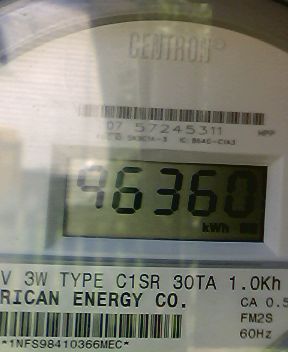 CENTRON®
07 57245311
96360
kWh
V 3W TYPE C1SR 30TA 1.0Kh
RICAN ENERGY CO.
CA 0.5
FM2S
60Hz
*1NFS98410366MEC*